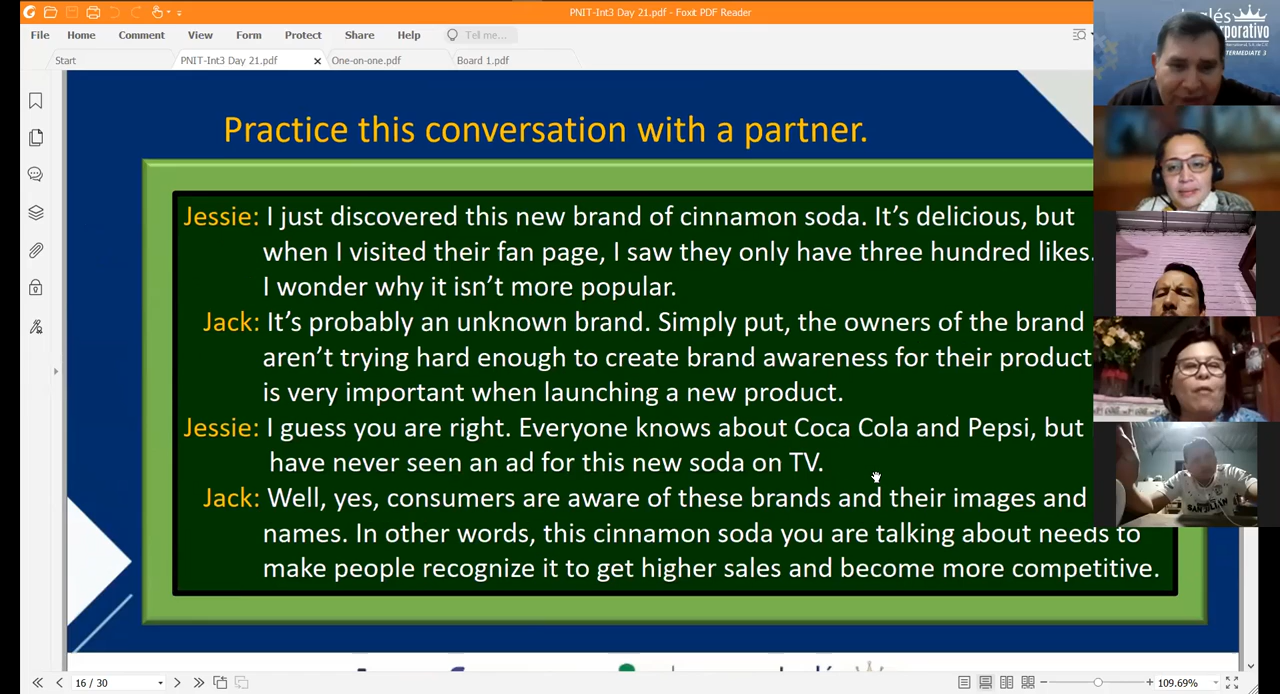 PNIT-Int3 Day 21.pdf - Foxit PDF Reader
File Home Comment View Form Protect Share Help Tell me...
Start PNIT-Int3 Day 21.pdf One-on-one.pdf Board 1.pdf
inglés
rporativo
INTERMEDIATE 3
Practice this conversation with a partner.
Jessie: I just discovered this new brand of cinnamon soda. It’s delicious, but
when I visited their fan page, I saw they only have three hundred likes.
I wonder why it isn’t more popular.
Jack: It’s probably an unknown brand. Simply put, the owners of the brand
aren’t trying hard enough to create brand awareness for their product
is very important when launching a new product.
Jessie: I guess you are right. Everyone knows about Coca Cola and Pepsi, but
have never seen an ad for this new soda on TV.
Jack: Well, yes, consumers are aware of these brands and their images and
names. In other words, this cinnamon soda you are talking about needs to
make people recognize it to get higher sales and become more competitive.
SAN JULIAN
16 / 30
109.69%